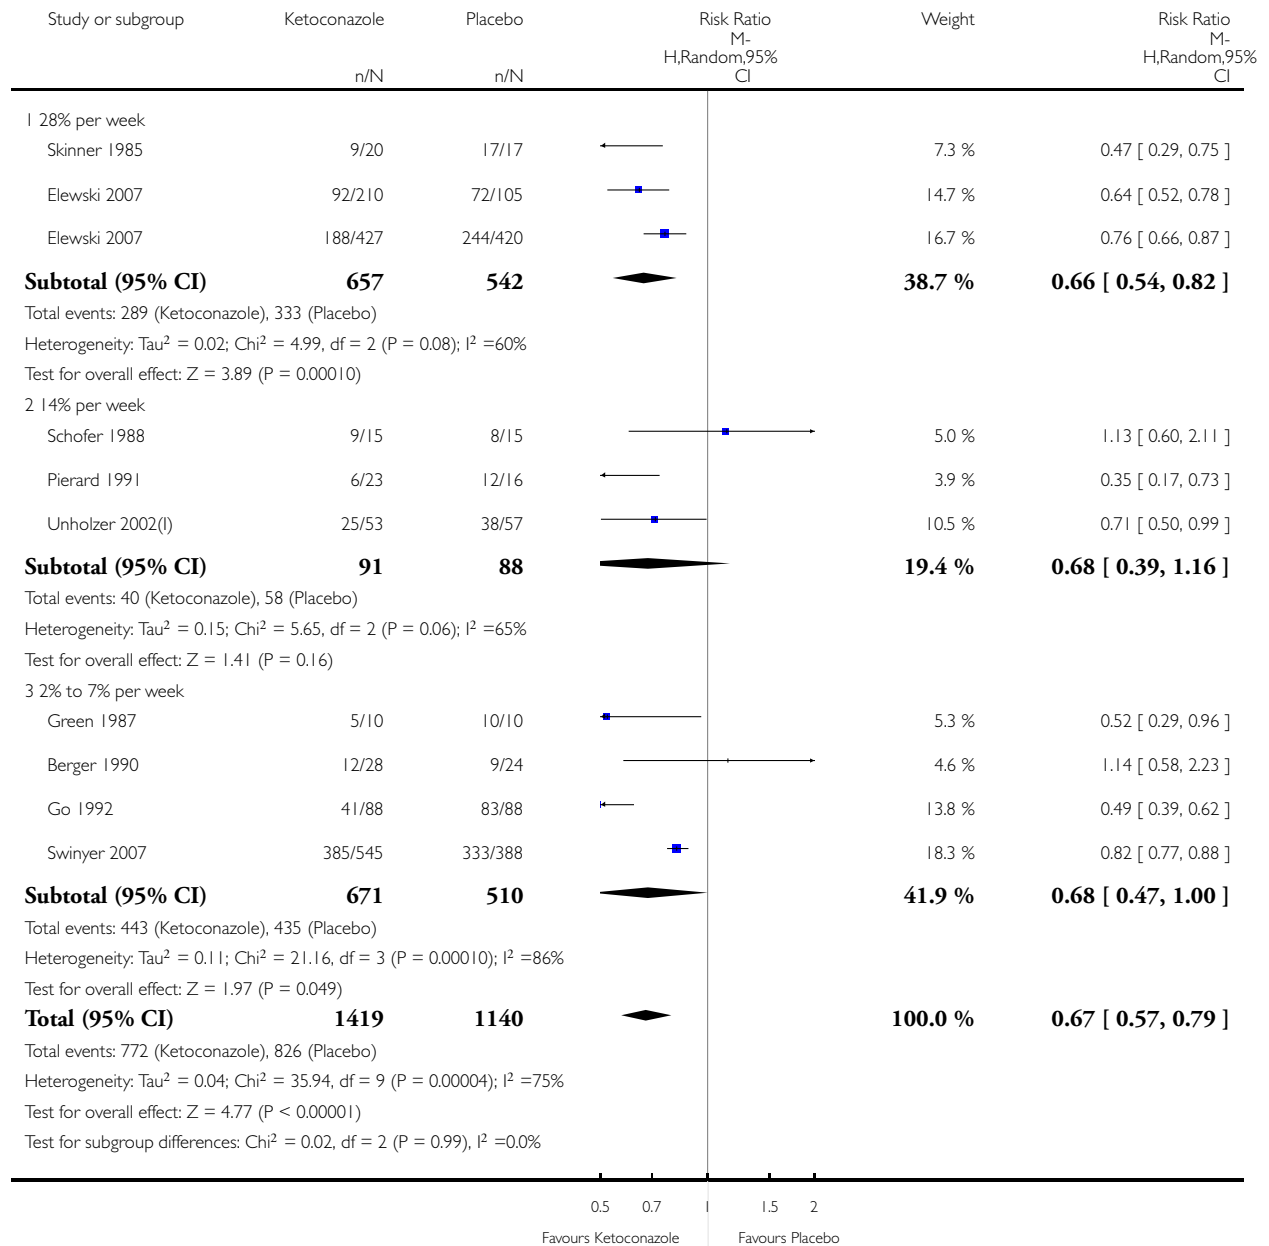 Study or subgroup Ketoconazole Placebo Risk Ratio Weight Risk Ratio
M- M-
H,Random,95% H,Random,95%
n/N n/N CI CI
1 28% per week
Skinner 1985 9/20 17/17 7.3 % 0.47 [ 0.29, 0.75 ]
Elewski 2007 92/210 72/105 14.7 % 0.64 [ 0.52, 0.78 ]
Elewski 2007 188/427 244/420 16.7 % 0.76 [ 0.66, 0.87 ]
Subtotal (95% CI) 657 542 38.7 % 0.66 [ 0.54, 0.82 ]
Total events: 289 (Ketoconazole), 333 (Placebo)
Heterogeneity: Tau² = 0.02; Chi² = 4.99, df = 2 (P = 0.08); I² =60%
Test for overall effect: Z = 3.89 (P = 0.00010)
2 14% per week
Schofer 1988 9/15 8/15 5.0 % 1.13 [ 0.60, 2.11 ]
Pierard 1991 6/23 12/16 3.9 % 0.35 [ 0.17, 0.73 ]
Unholzer 2002(I) 25/53 38/57 10.5 % 0.71 [ 0.50, 0.99 ]
Subtotal (95% CI) 91 88 19.4 % 0.68 [ 0.39, 1.16 ]
Total events: 40 (Ketoconazole), 58 (Placebo)
Heterogeneity: Tau² = 0.15; Chi² = 5.65, df = 2 (P = 0.06); I² =65%
Test for overall effect: Z = 1.41 (P = 0.16)
3 2% to 7% per week
Green 1987 5/10 10/10 5.3 % 0.52 [ 0.29, 0.96 ]
Berger 1990 12/28 9/24 4.6 % 1.14 [ 0.58, 2.23 ]
Go 1992 41/88 83/88 13.8 % 0.49 [ 0.39, 0.62 ]
Swinyer 2007 385/545 333/388 18.3 % 0.82 [ 0.77, 0.88 ]
Subtotal (95% CI) 671 510 41.9 % 0.68 [ 0.47, 1.00 ]
Total events: 443 (Ketoconazole), 435 (Placebo)
Heterogeneity: Tau² = 0.11; Chi² = 21.16, df = 3 (P = 0.00010); I² =86%
Test for overall effect: Z = 1.97 (P = 0.049)
Total (95% CI) 1419 1140 100.0 % 0.67 [ 0.57, 0.79 ]
Total events: 772 (Ketoconazole), 826 (Placebo)
Heterogeneity: Tau² = 0.04; Chi² = 35.94, df = 9 (P = 0.00004); I² =75%
Test for overall effect: Z = 4.77 (P < 0.00001)
Test for subgroup differences: Chi² = 0.02, df = 2 (P = 0.99), I² =0.0%
0.5 0.7 1 1.5 2
Favours Ketoconazole Favours Placebo